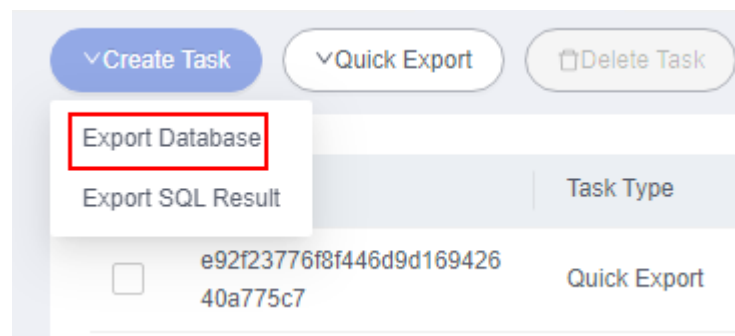 Create Task Quick Export Delete Task
Export Database
Export SQL Result
Task Type
e92f23776f8f446d9d169426
40a775c7
Quick Export